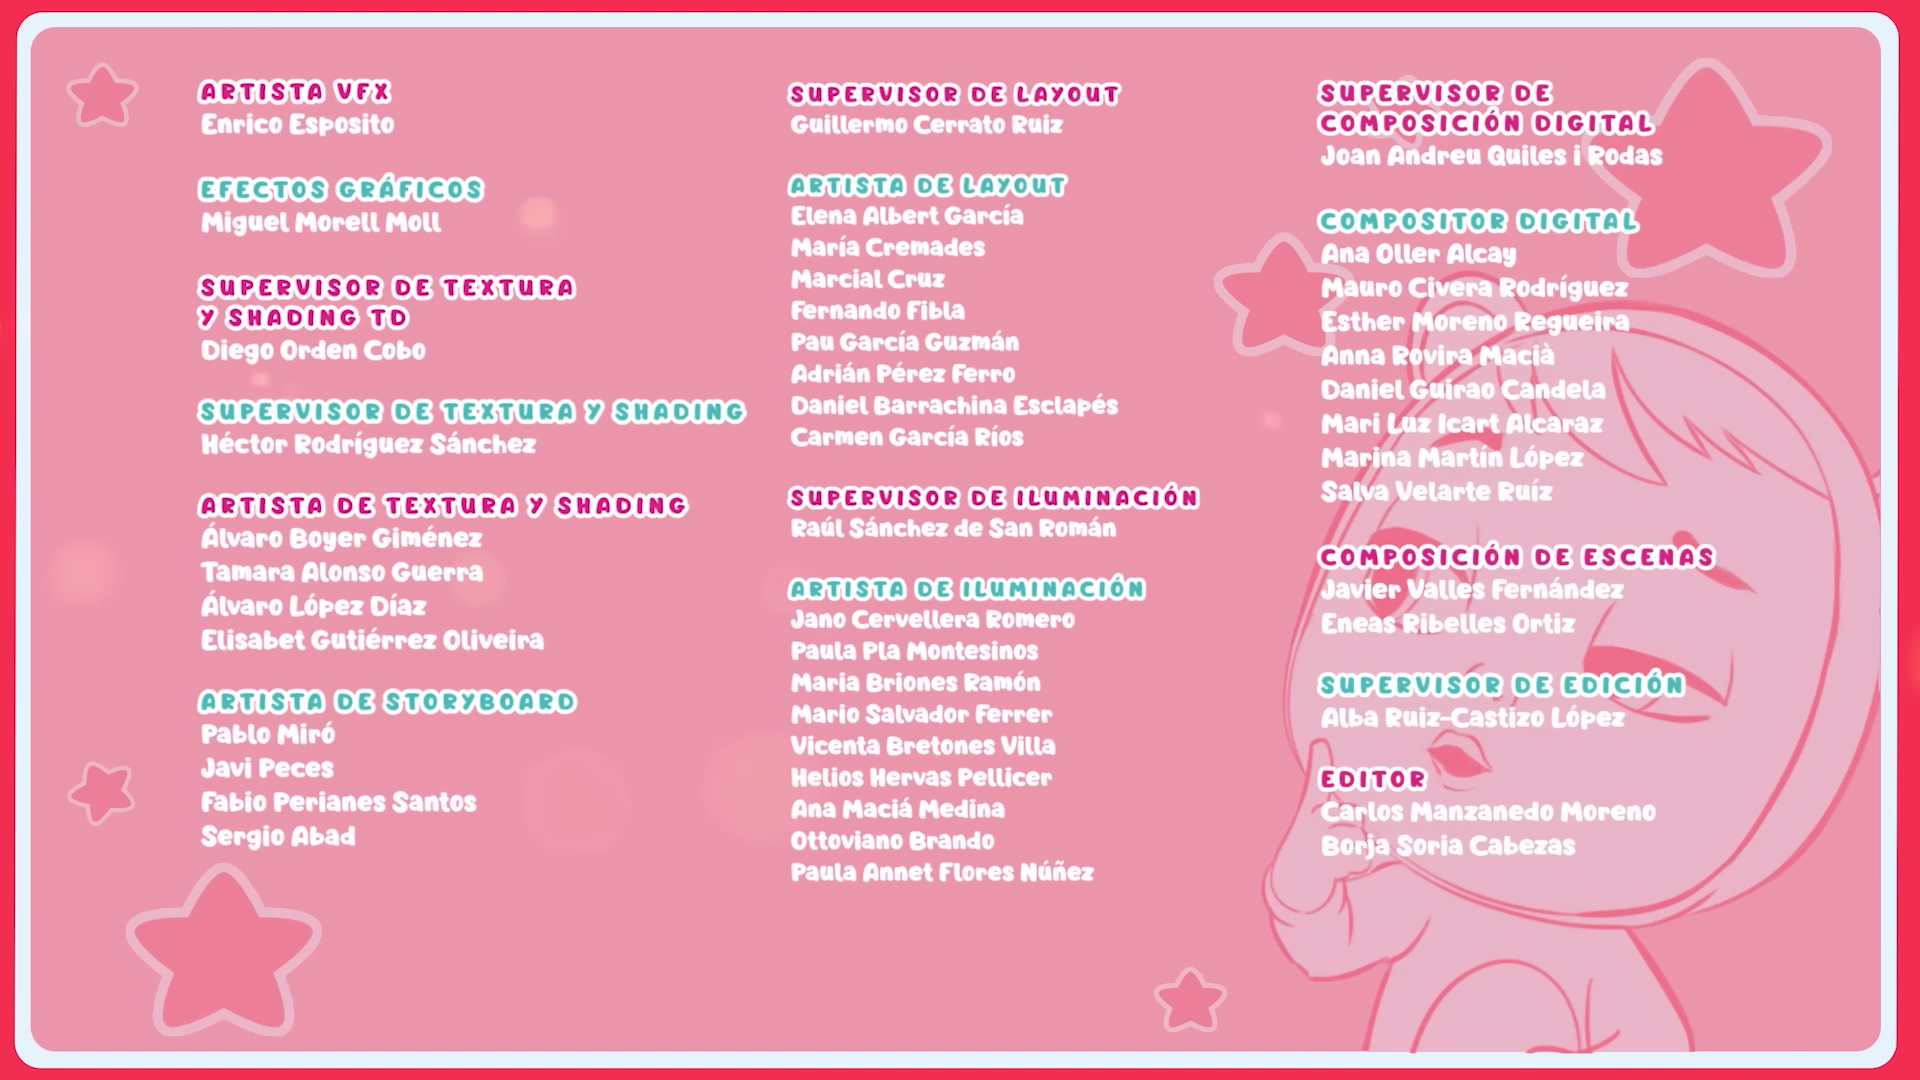 ARTISTA VFX
Enrico Esposito
EFECTOS GRÁFICOS
Miguel Morell Moll
SUPERVISOR DE TEXTURA
Y SHADING TD
Diego Orden Cobo
SUPERVISOR DE TEXTURA Y SHADING
Héctor Rodríguez Sánchez
ARTISTA DE TEXTURA Y SHADING
Álvaro Boyer Giménez
Tamara Alonso Guerra
Álvaro López Díaz
Elisabet Gutiérrez Oliveira
ARTISTA DE STORYBOARD
Pablo Miró
Javi Peces
Fabio Perianes Santos
Sergio Abad
SUPERVISOR DE LAYOUT
Guillermo Cerrato Ruiz
ARTISTA DE LAYOUT
Elena Albert García
María Cremades
Marcial Cruz
Fernando Fibla
Pau García Guzmán
Adrián Pérez Ferro
Daniel Barrachina Esclapés
Carmen García Ríos
SUPERVISOR DE ILUMINACIÓN
Raúl Sánchez de San Román
ARTISTA DE ILUMINACIÓN
Jano Cervellera Romero
Paula Pla Montesinos
Maria Briones Ramón
Mario Salvador Ferrer
Vicenta Bretones Villa
Helios Hervas Pellicer
Ana Maciá Medina
Ottoviano Brando
Paula Annet Flores Núñez
SUPERVISOR DE
COMPOSICIÓN DIGITAL
Joan Andreu Quiles i Rodas
COMPOSITOR DIGITAL
Ana Oller Alcay
Mauro Civera Rodríguez
Esther Moreno Regueira
Anna Rovira Macià
Daniel Guirao Candela
Mari Luz Icart Alcaraz
Marina Martín López
Salva Velarte Ruíz
COMPOSICIÓN DE ESCENAS
Javier Valles Fernández
Eneas Ribelles Ortiz
SUPERVISOR DE EDICIÓN
Alba Ruiz-Castizo López
EDITOR
Carlos Manzanedo Moreno
Borja Soria Cabezas